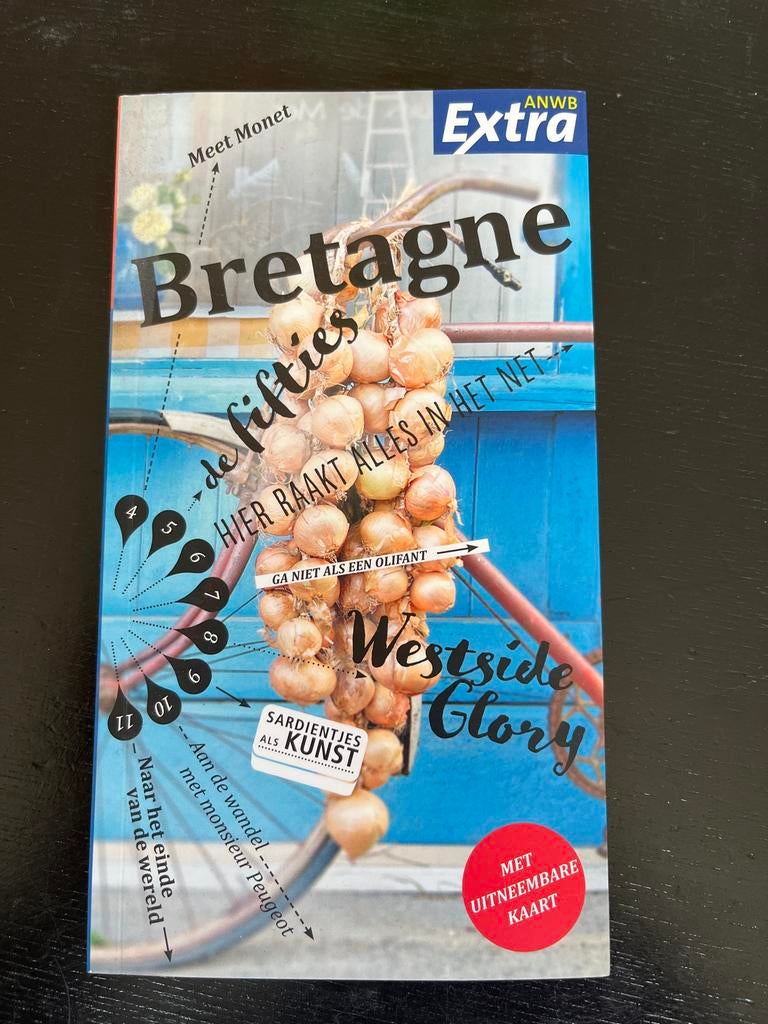 ANWB
Extra
Meet Monet
Bretagne
de fifties
HIER RAAKT ALLES IN HET NET
4
5
6
7
8
9
10
11
GA NIET ALS EEN OLIFANT
Westside
Glory
SARDIENTJES
ALS KUNST
Aan de wandel
met monsieur Peugeot
Naar het einde
van de wereld
MET
UITNEEMBARE
KAART